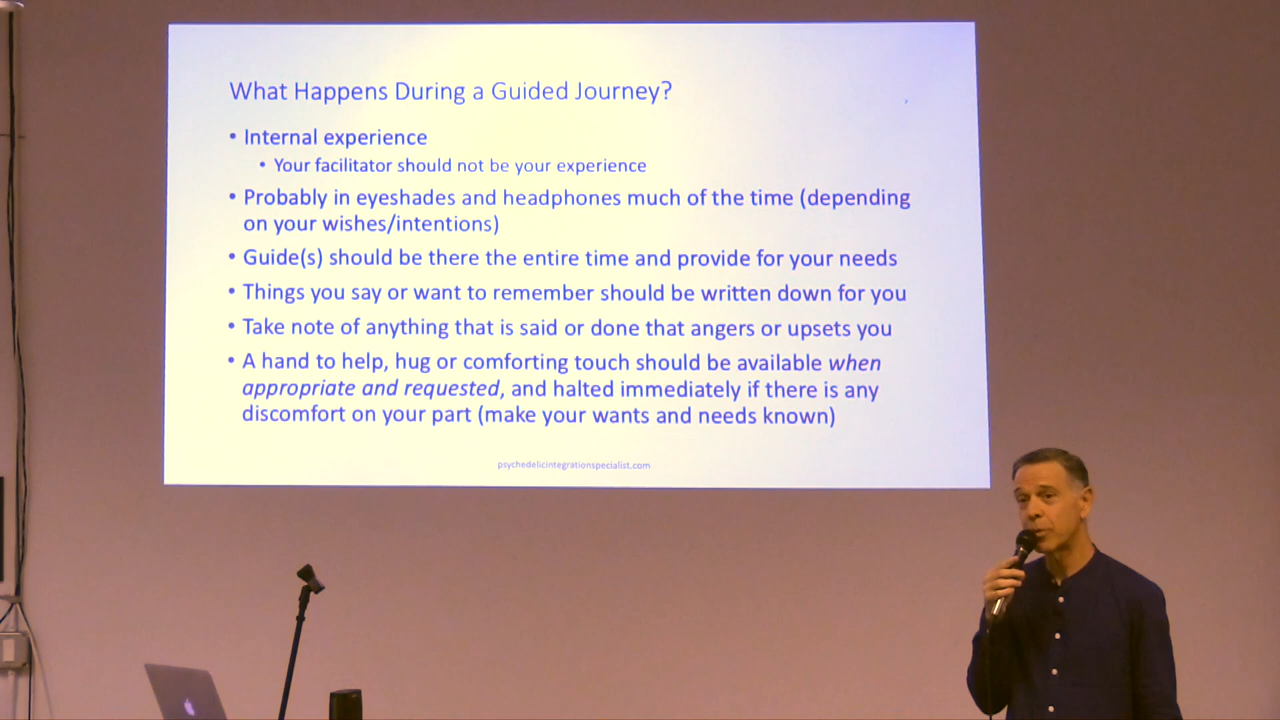 What Happens During a Guided Journey?
• Internal experience
• Your facilitator should not be your experience
• Probably in eyeshades and headphones much of the time (depending
on your wishes/intentions)
• Guide(s) should be there the entire time and provide for your needs
• Things you say or want to remember should be written down for you
• Take note of anything that is said or done that angers or upsets you
• A hand to help, hug or comforting touch should be available when
appropriate and requested, and halted immediately if there is any
discomfort on your part (make your wants and needs known)
psychedelicintegrationspecialist.com